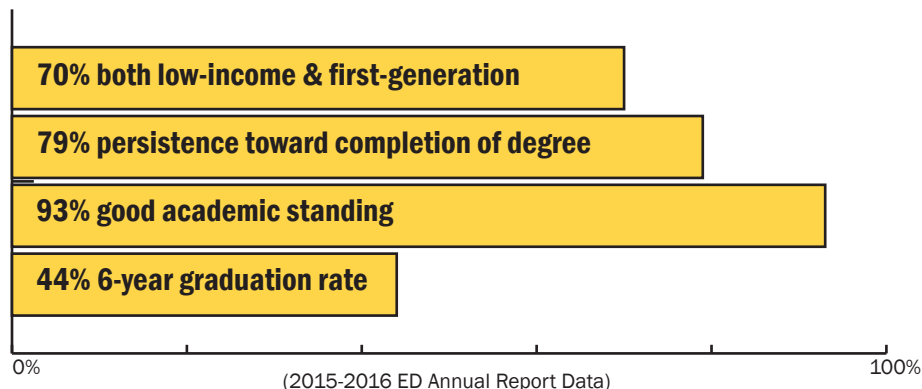 70% both low-income & first-generation
79% persistence toward completion of degree
93% good academic standing
44% 6-year graduation rate
0% 100%
(2015-2016 ED Annual Report Data)